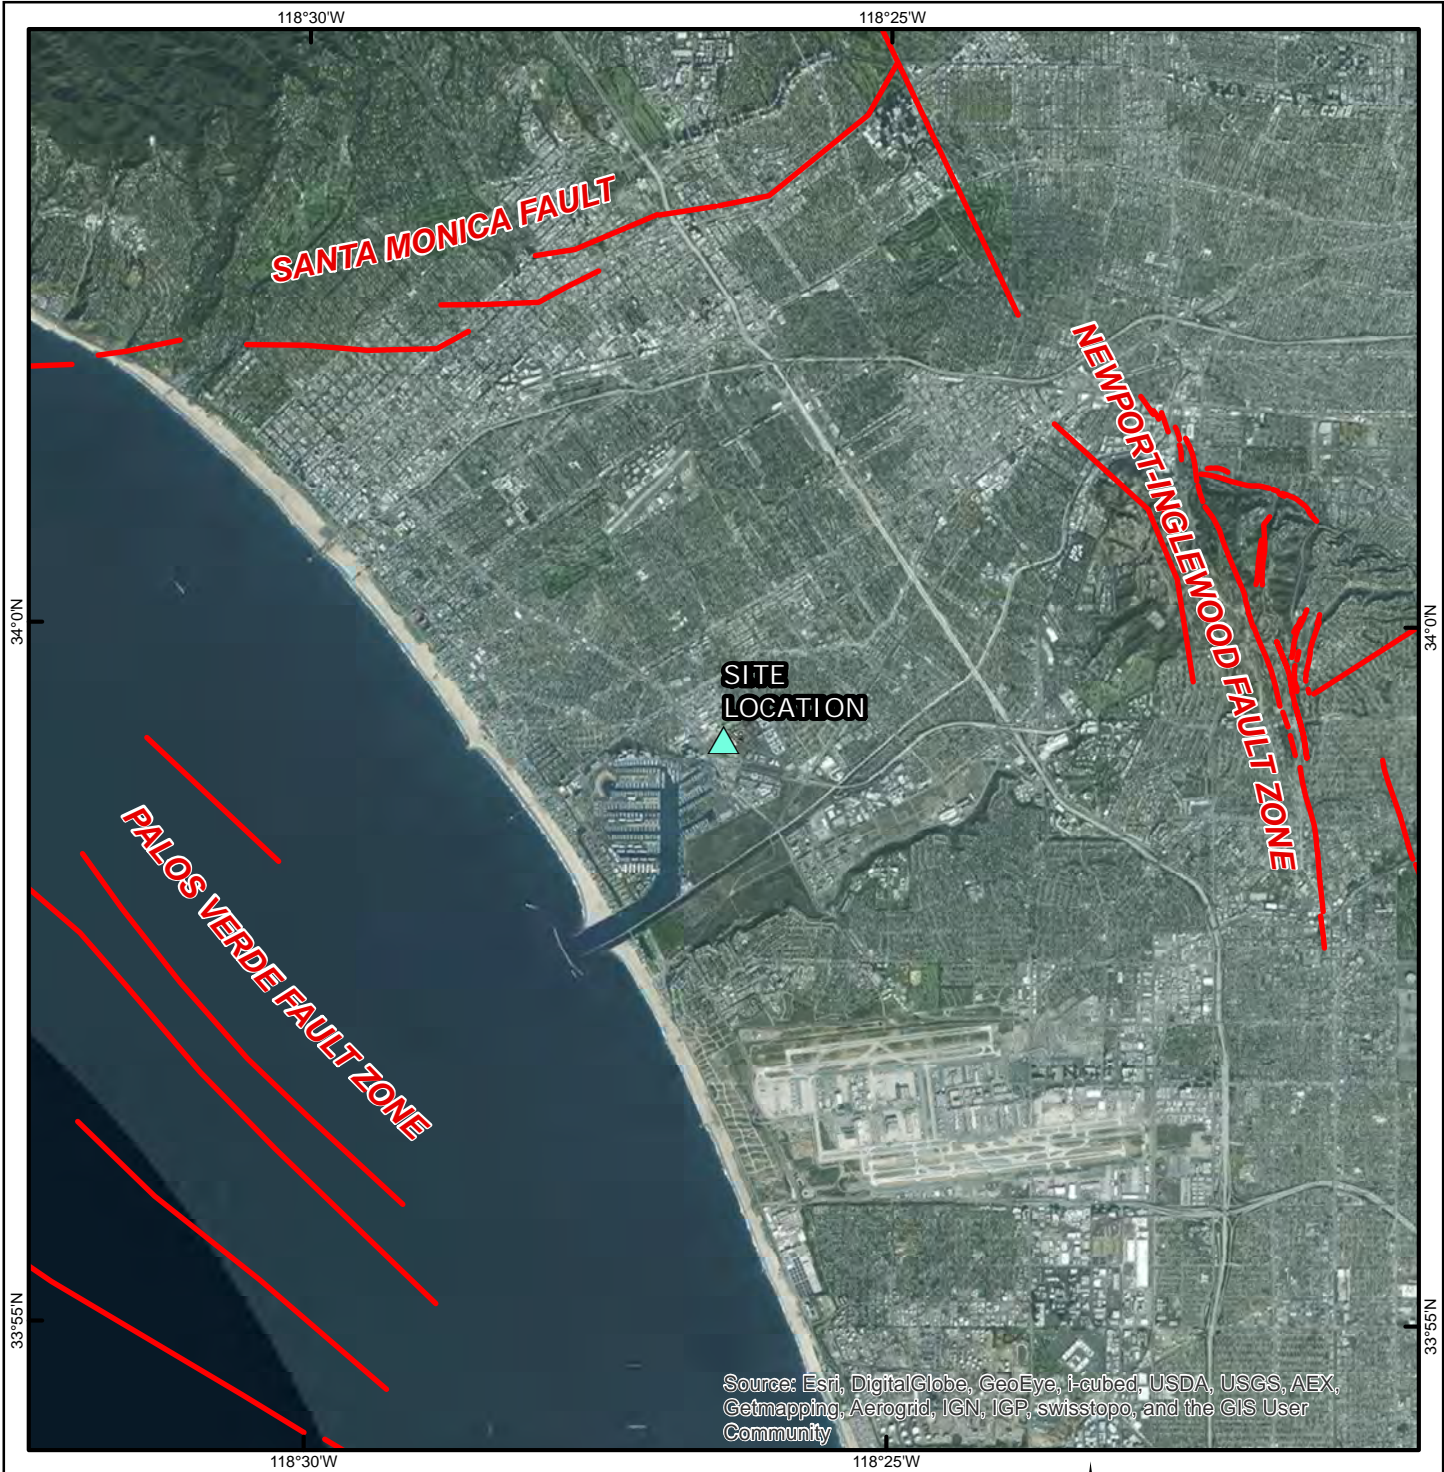 118°30'W
118°25'W
SANTA MONICA FAULT
NEWPORT-INGLEWOOD FAULT ZONE
34°0'N
34°0'N
SITE
LOCATION
PALOS VERDE FAULT ZONE
33°55'N
33°55'N
Source: Esri, DigitalGlobe, GeoEye, i-cubed, USDA, USGS, AEX,
Getmapping, Aerogrid, IGN, IGP, swisstopo, and the GIS User
Community
118°30'W
118°25'W